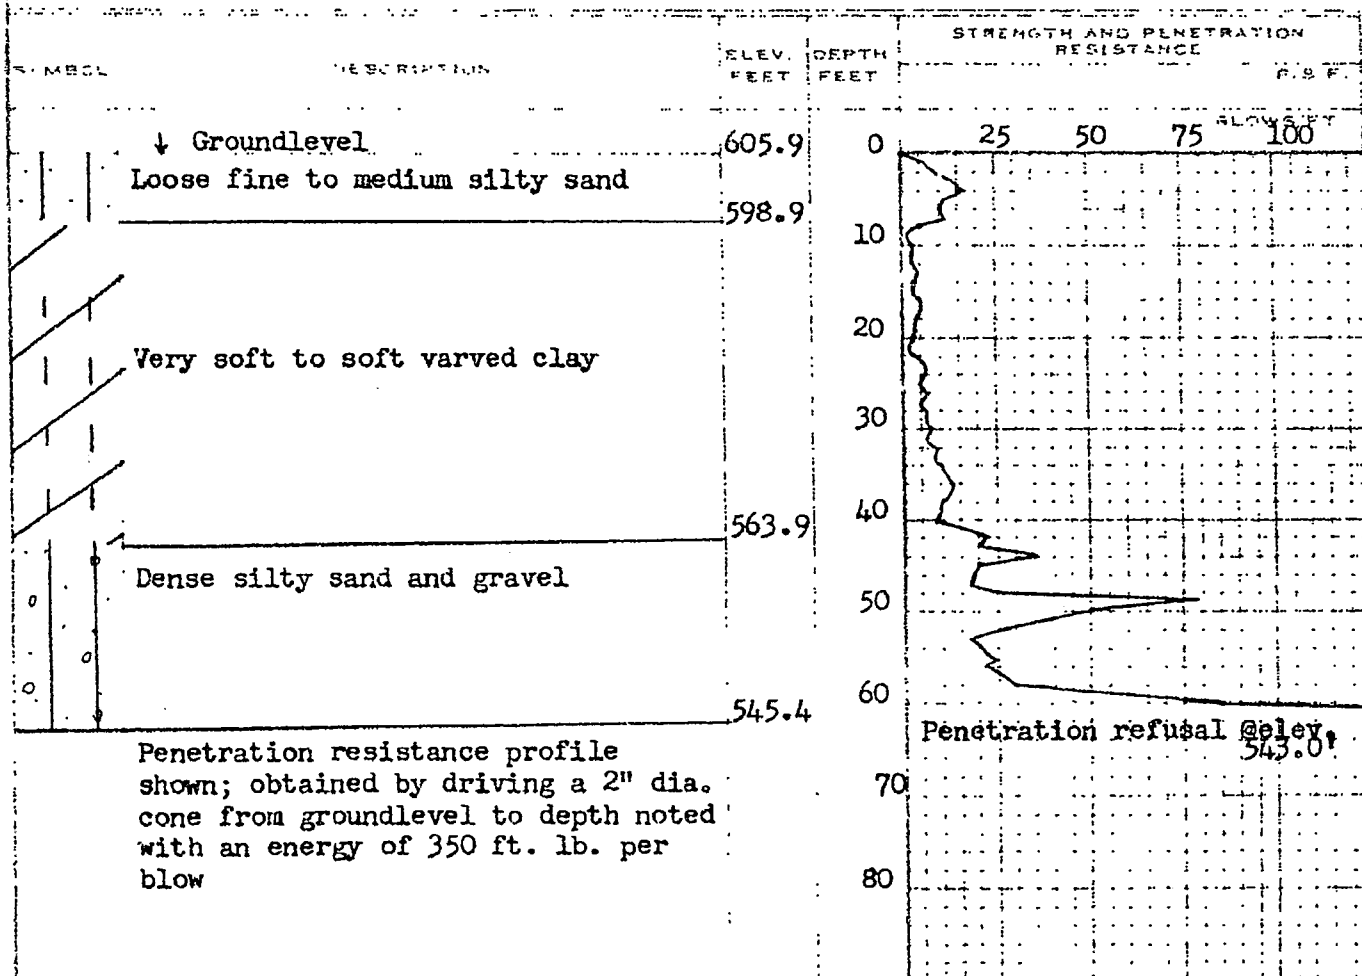 STRENGTH AND PENETRATION
RESISTANCE
SYMBOL DESCRIPTION ELEV. FEET DEPTH FEET P.S.F.
BLOWS/FT
↓ Groundlevel 605.9 0 25 50 75 100
Loose fine to medium silty sand
598.9
10
20
Very soft to soft varved clay
30
40
563.9
Dense silty sand and gravel
50
60
545.4
Penetration refusal @elev.
543.0'
Penetration resistance profile
shown; obtained by driving a 2" dia.
cone from groundlevel to depth noted
with an energy of 350 ft. lb. per
blow
70
80